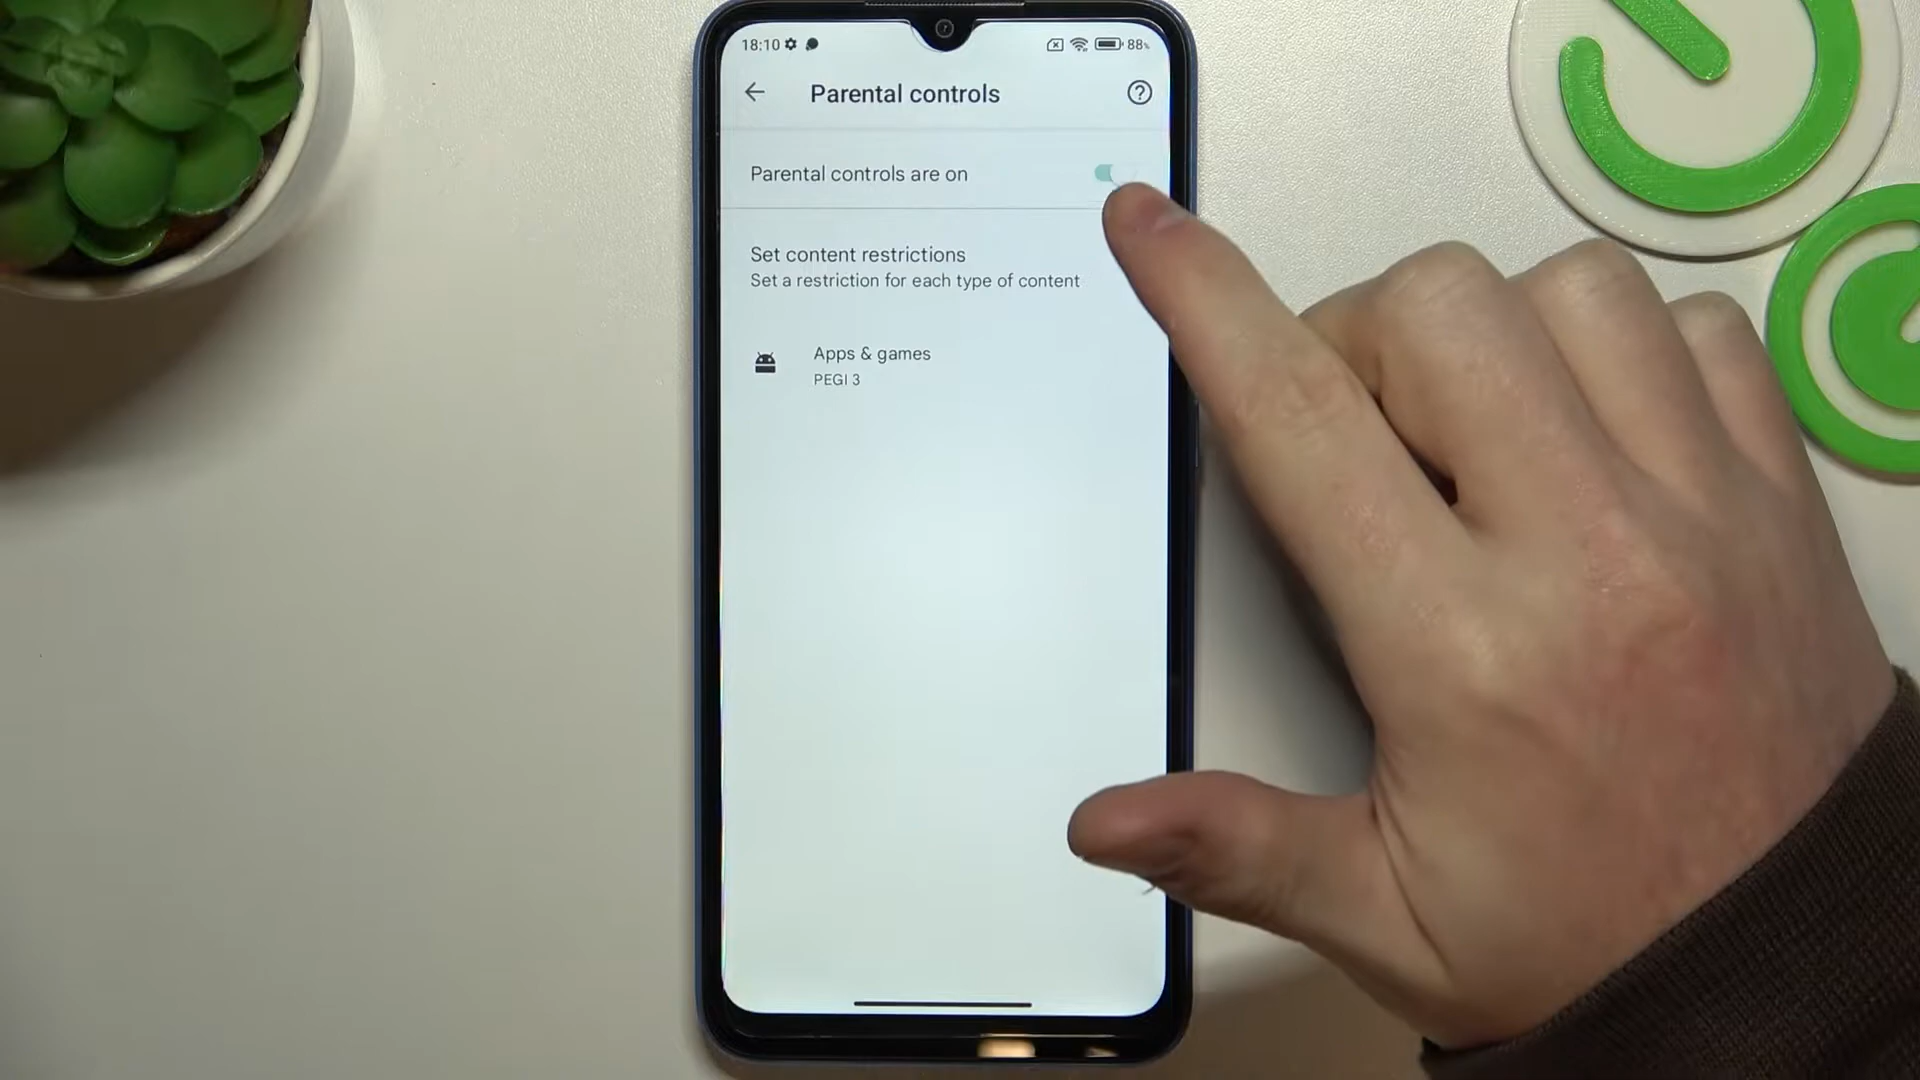 18:10 88%
Parental controls
Parental controls are on
Set content restrictions
Set a restriction for each type of content
Apps & games
PEGI 3